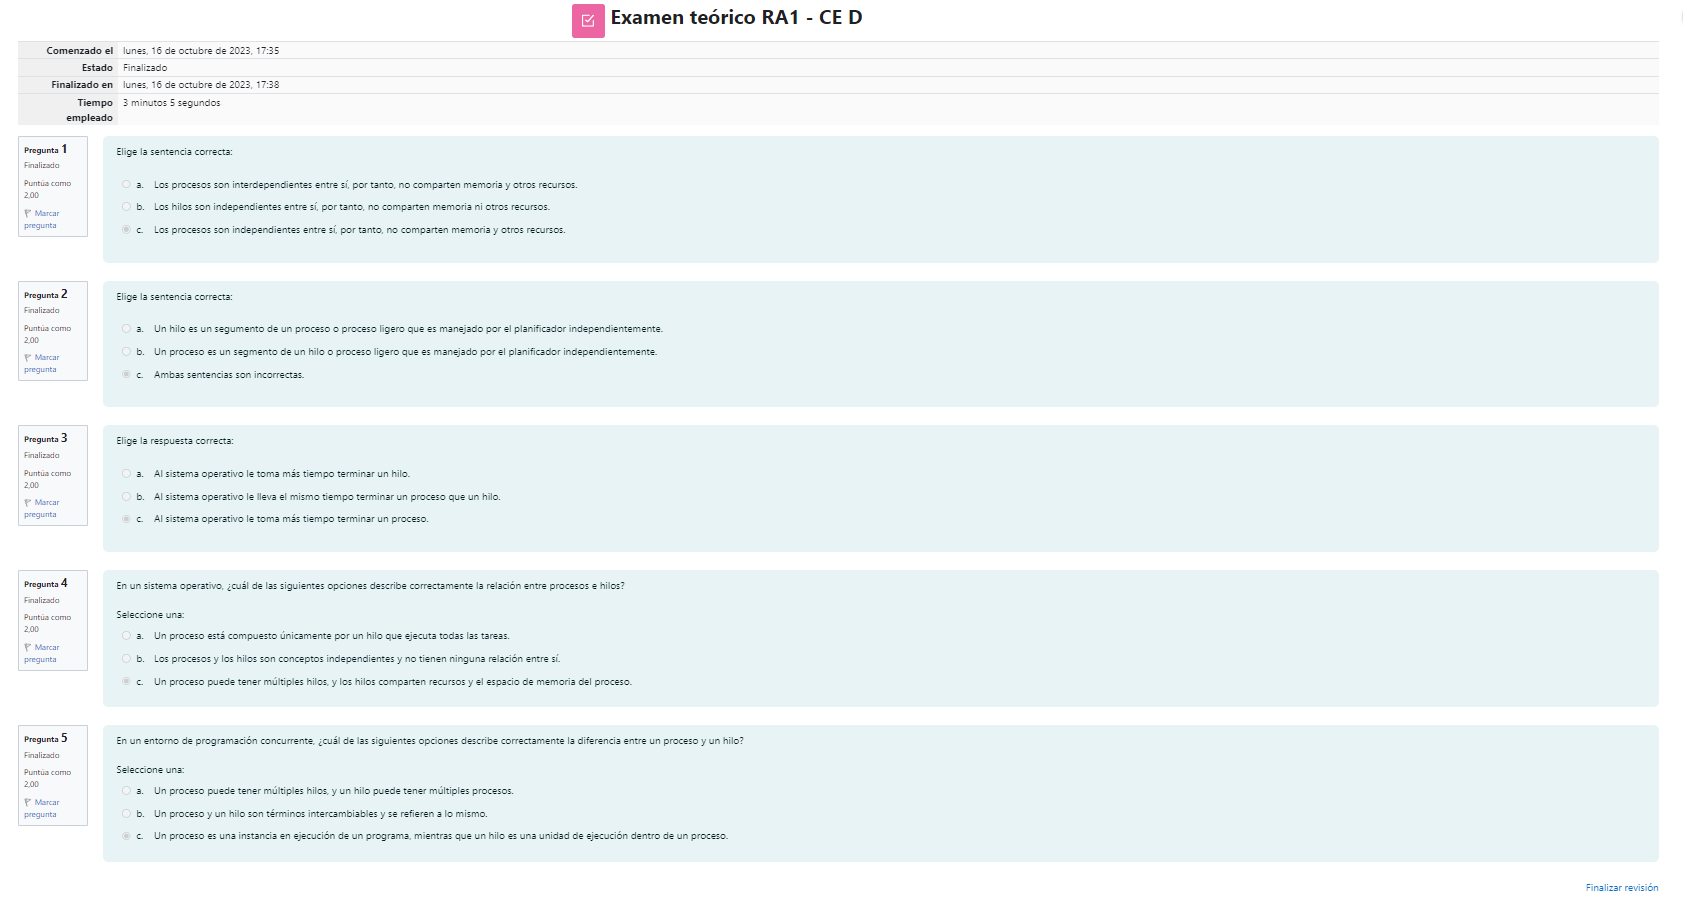 Examen teórico RA1 - CE D
Comenzado el lunes, 16 de octubre de 2023, 17:35
Estado Finalizado
Finalizado en lunes, 16 de octubre de 2023, 17:38
Tiempo empleado 3 minutos 5 segundos
Pregunta 1
Finalizado
Puntúa como
2,00
Marcar
pregunta
Elige la sentencia correcta:
a. Los procesos son interdependientes entre sí, por tanto, no comparten memoria y otros recursos.
b. Los hilos son independientes entre sí, por tanto, no comparten memoria ni otros recursos.
c. Los procesos son independientes entre sí, por tanto, no comparten memoria y otros recursos.
Pregunta 2
Finalizado
Puntúa como
2,00
Marcar
pregunta
Elige la sentencia correcta:
a. Un hilo es un segumento de un proceso o proceso ligero que es manejado por el planificador independientemente.
b. Un proceso es un segmento de un hilo o proceso ligero que es manejado por el planificador independientemente.
c. Ambas sentencias son incorrectas.
Pregunta 3
Finalizado
Puntúa como
2,00
Marcar
pregunta
Elige la respuesta correcta:
a. Al sistema operativo le toma más tiempo terminar un hilo.
b. Al sistema operativo le lleva el mismo tiempo terminar un proceso que un hilo.
c. Al sistema operativo le toma más tiempo terminar un proceso.
Pregunta 4
Finalizado
Puntúa como
2,00
Marcar
pregunta
En un sistema operativo, ¿cuál de las siguientes opciones describe correctamente la relación entre procesos e hilos?
Seleccione una:
a. Un proceso está compuesto únicamente por un hilo que ejecuta todas las tareas.
b. Los procesos y los hilos son conceptos independientes y no tienen ninguna relación entre sí.
c. Un proceso puede tener múltiples hilos, y los hilos comparten recursos y el espacio de memoria del proceso.
Pregunta 5
Finalizado
Puntúa como
2,00
Marcar
pregunta
En un entorno de programación concurrente, ¿cuál de las siguientes opciones describe correctamente la diferencia entre un proceso y un hilo?
Seleccione una:
a. Un proceso puede tener múltiples hilos, y un hilo puede tener múltiples procesos.
b. Un proceso y un hilo son términos intercambiables y se refieren a lo mismo.
c. Un proceso es una instancia en ejecución de un programa, mientras que un hilo es una unidad de ejecución dentro de un proceso.
Finalizar revisión